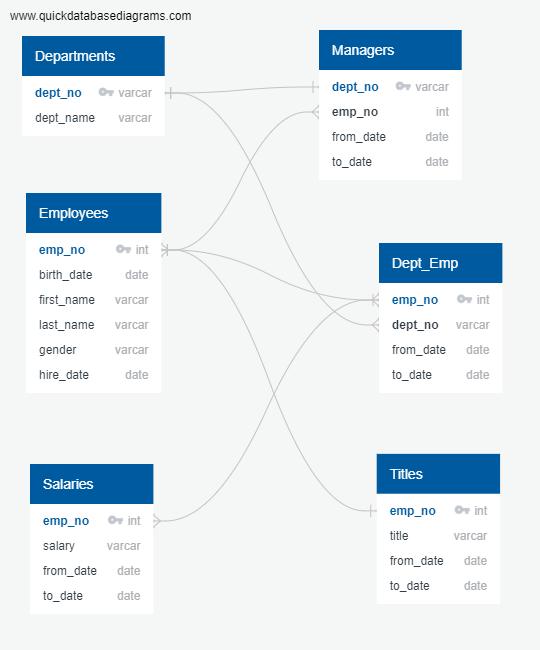 www.quickdatabasediagrams.com
Departments
dept_no varcar
dept_name varcar
Managers
dept_no varcar
emp_no int
from_date date
to_date date
Employees
emp_no int
birth_date date
first_name varcar
last_name varcar
gender varcar
hire_date date
Dept_Emp
emp_no int
dept_no varcar
from_date date
to_date date
Salaries
emp_no int
salary varcar
from_date date
to_date date
Titles
emp_no int
title varcar
from_date date
to_date date